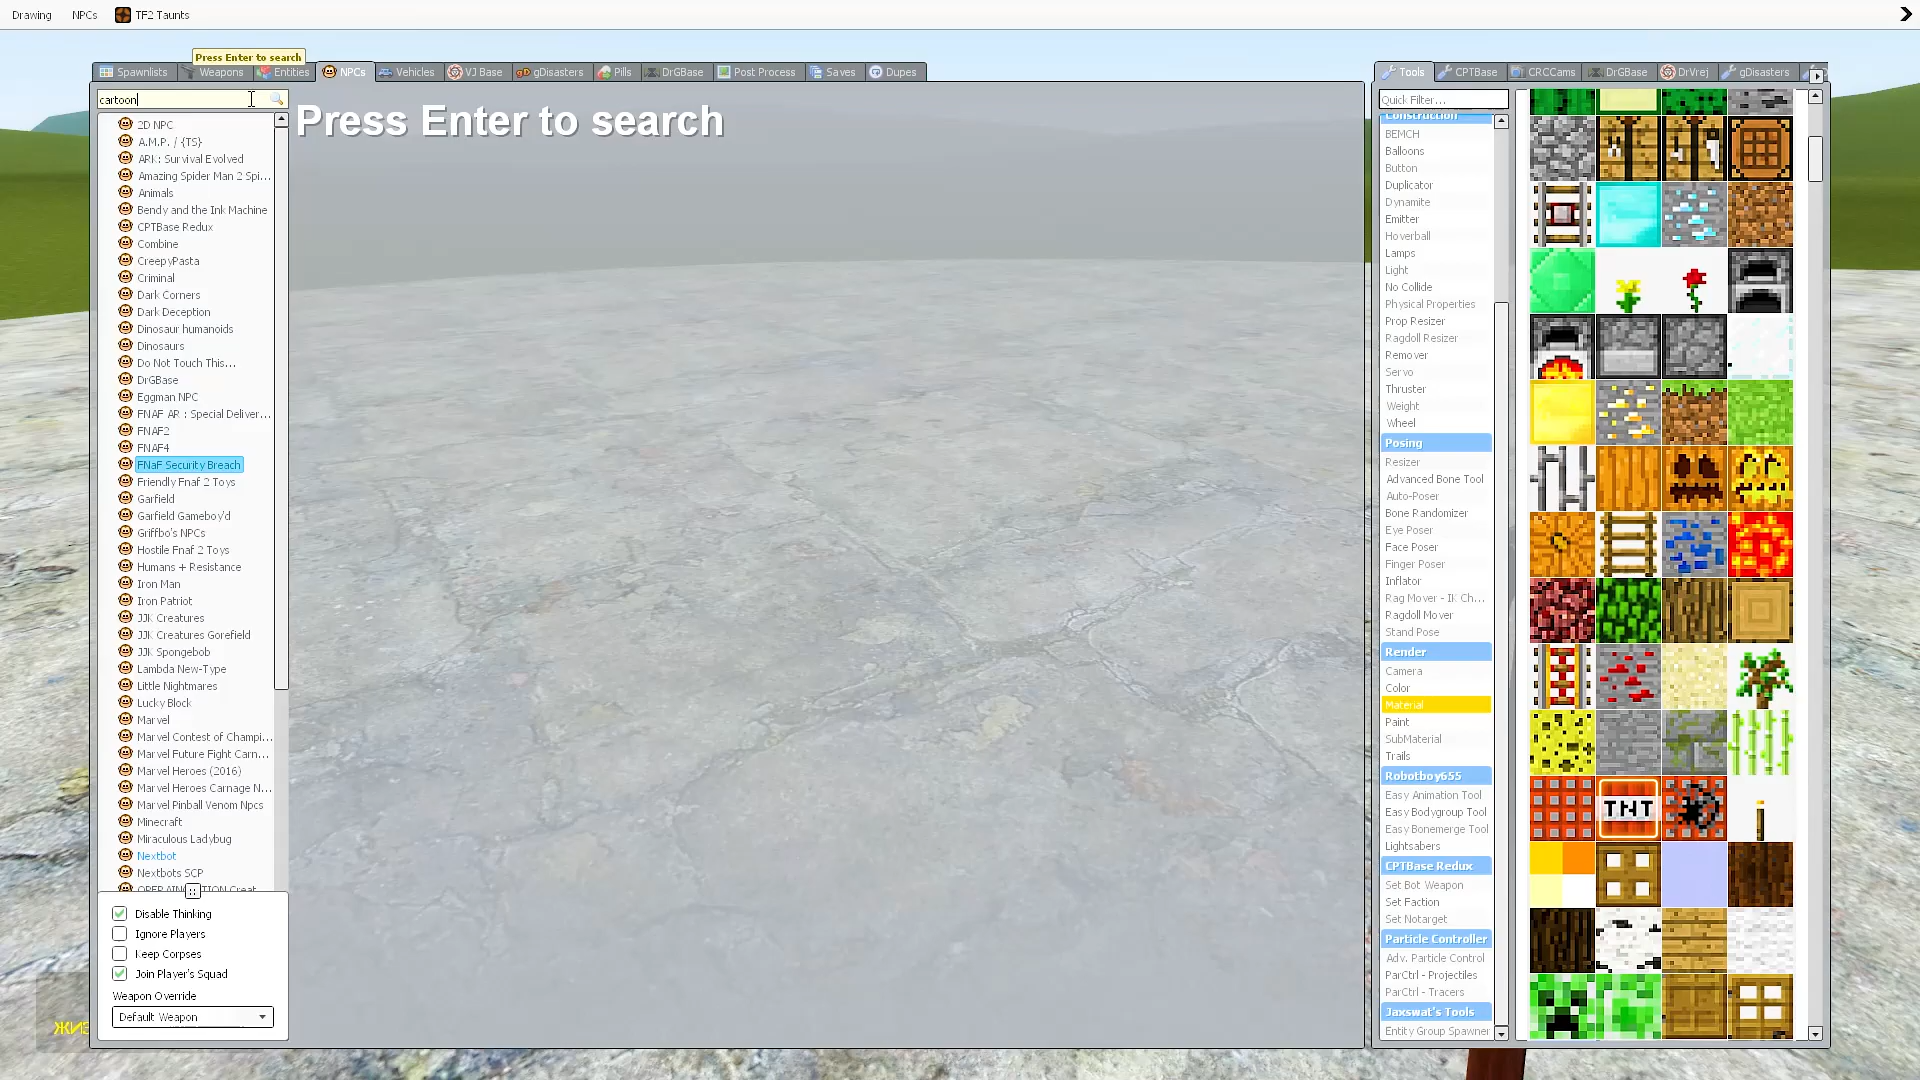 Drawing NPCs TF2 Taunts
Press Enter to search
Spawnlists Weapons Entities NPCs Vehicles VJ Base gDisasters Pills DrGBase Post Process Saves Dupes
cartoon
Press Enter to search
2D NPC
A.M.P. / {TS}
ARK: Survival Evolved
Amazing Spider Man 2 Spi...
Animals
Bendy and the Ink Machine
CPTBase Redux
Combine
CreepyPasta
Criminal
Dark Corners
Dark Deception
Dinosaur humanoids
Dinosaurs
Do Not Touch This...
DrGBase
Eggman NPC
FNAF AR : Special Deliver...
FNAF2
FNAF4
FNaF Security Breach
Friendly Fnaf 2 Toys
Garfield
Garfield Gameboy'd
Griffbo's NPCs
Hostile Fnaf 2 Toys
Humans + Resistance
Iron Man
Iron Patriot
JJK Creatures
JJK Creatures Gorefield
JJK Spongebob
Lambda New-Type
Little Nightmares
Lucky Block
Marvel
Marvel Contest of Champi...
Marvel Future Fight Carn...
Marvel Heroes (2016)
Marvel Heroes Carnage N...
Marvel Pinball Venom Npcs
Minecraft
Miraculous Ladybug
Nextbot
Nextbots SCP
Disable Thinking
Ignore Players
Keep Corpses
Join Player's Squad
Weapon Override
Default Weapon
Tools CPTBase CRCCams DrGBase DrVrej gDisasters
Quick Filter...
Construction
BEMCH
Balloons
Button
Duplicator
Dynamite
Emitter
Hoverball
Lamps
Light
No Collide
Physical Properties
Prop Resizer
Ragdoll Resizer
Remover
Servo
Thruster
Weight
Wheel
Posing
Resizer
Advanced Bone Tool
Auto-Poser
Bone Randomizer
Eye Poser
Face Poser
Finger Poser
Inflator
Rag Mover - IK Ch...
Ragdoll Mover
Stand Pose
Render
Camera
Color
Material
Paint
SubMaterial
Trails
Robotboy655
Easy Animation Tool
Easy Bodygroup Tool
Easy Bonemerge Tool
Lightsabers
CPTBase Redux
Set Bot Weapon
Set Faction
Set Notarget
Particle Controller
Adv. Particle Control
ParCtrl - Projectiles
ParCtrl - Tracers
Jaxswat's Tools
Entity Group Spawner
TNT